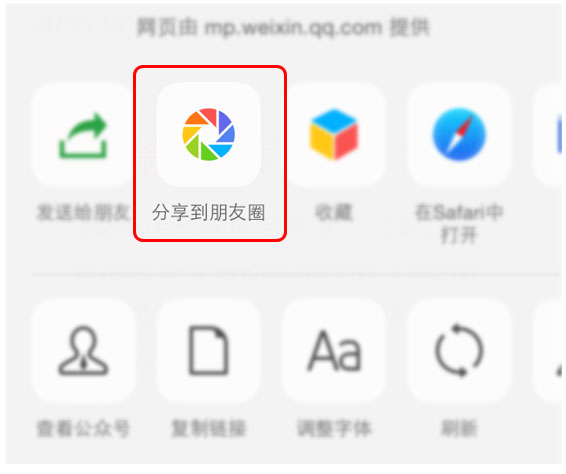 网页由 mp.weixin.qq.com 提供
发送给朋友
分享到朋友圈
收藏
在Safari中
打开
Aa
查看公众号
复制链接
调整字体
刷新